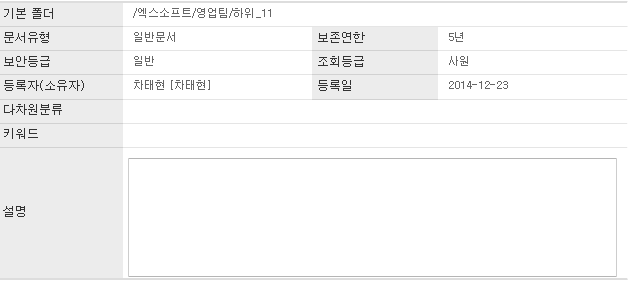 기본 폴더 /엑스소프트/영업팀/하위_11
문서유형 일반문서 보존연한 5년
보안등급 일반 조회등급 사원
등록자(소유자) 차태현 [차태현] 등록일 2014-12-23
다차원분류
키워드
설명